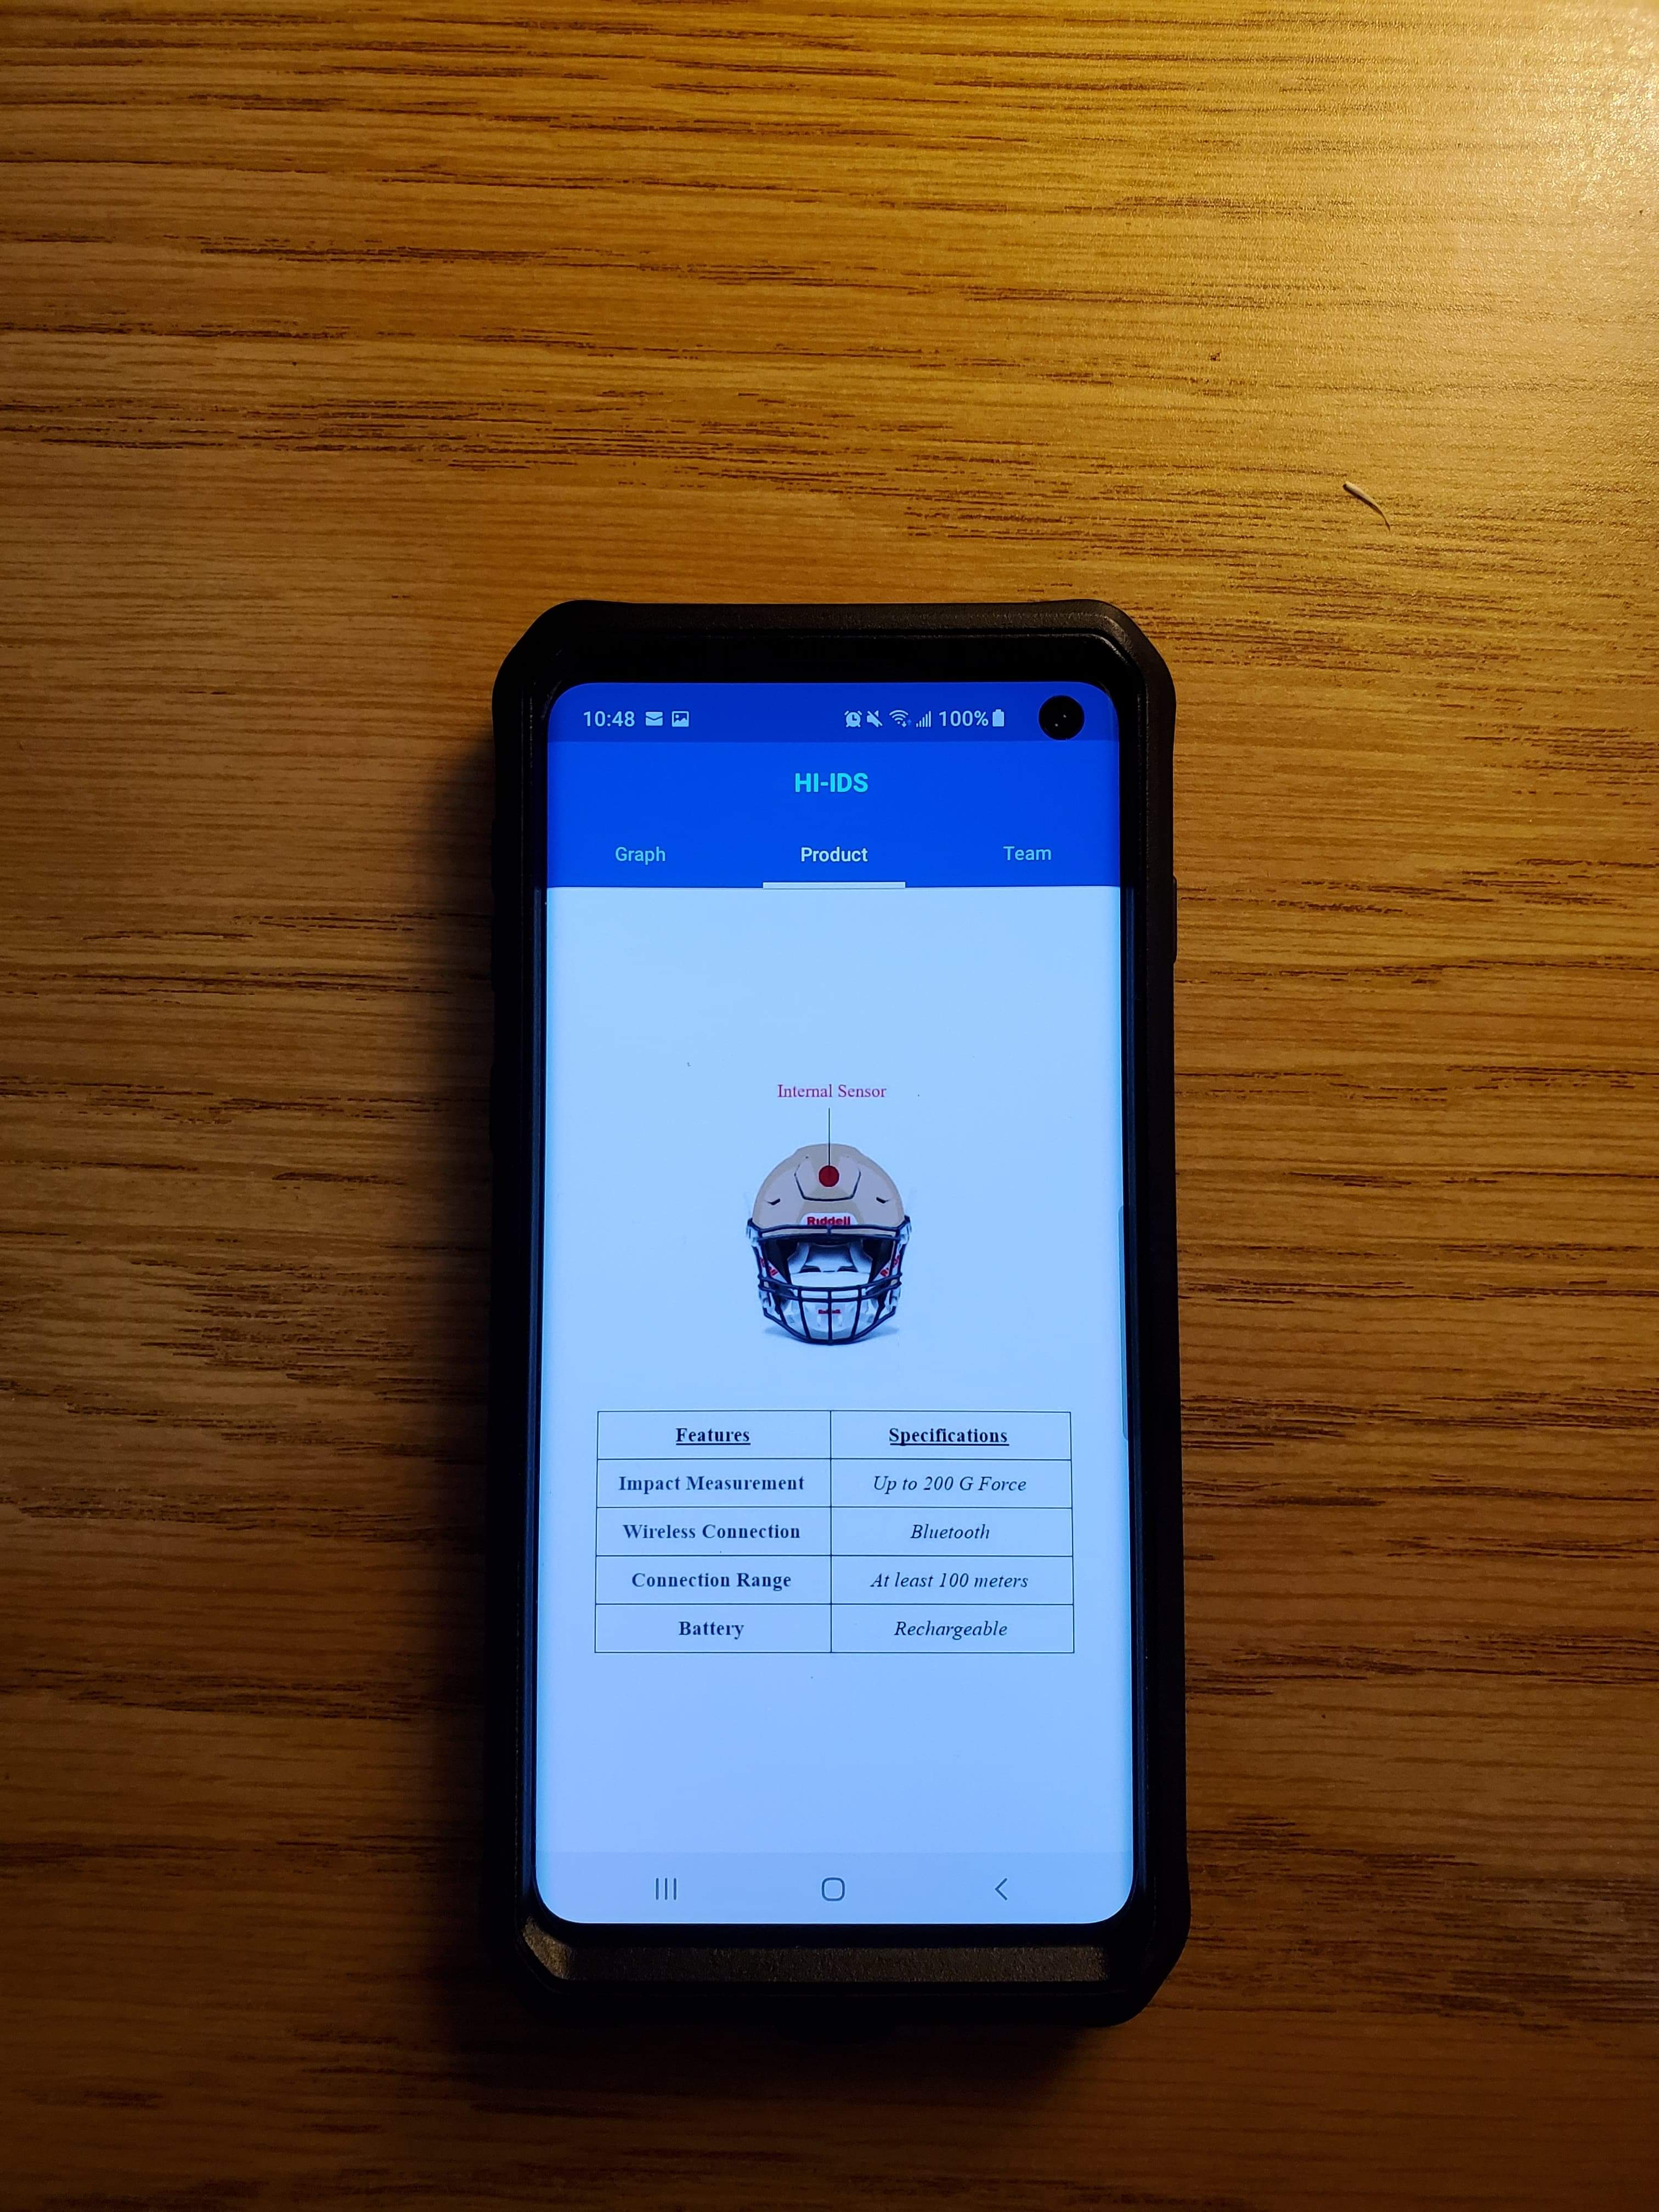 10:48 100%
HI-IDS
Graph Product Team
Internal Sensor
Riddell
Riddell
Features Specifications
Impact Measurement Up to 200 G Force
Wireless Connection Bluetooth
Connection Range At least 100 meters
Battery Rechargeable